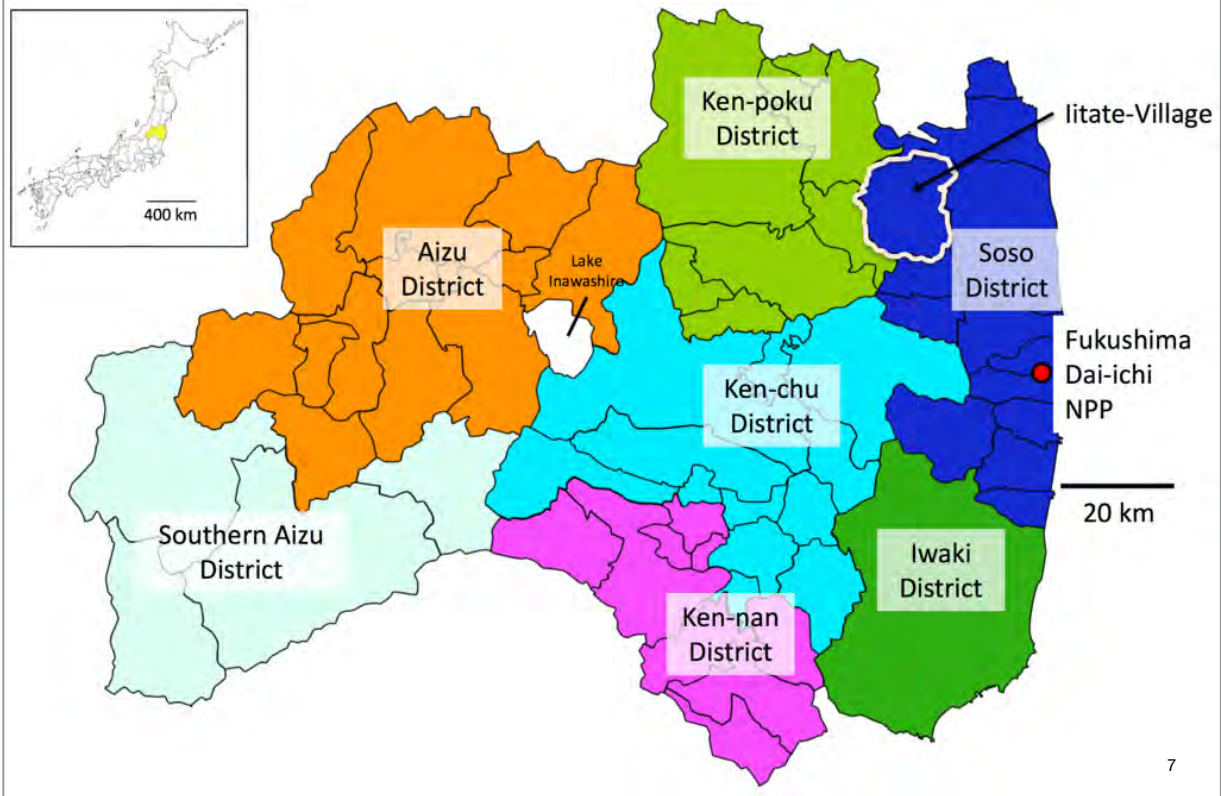 400 km
Ken-poku
District
Iitate-Village
Aizu
District
Lake
Inawashiro
Soso
District
Fukushima
Dai-ichi
NPP
Ken-chu
District
20 km
Southern Aizu
District
Iwaki
District
Ken-nan
District
7